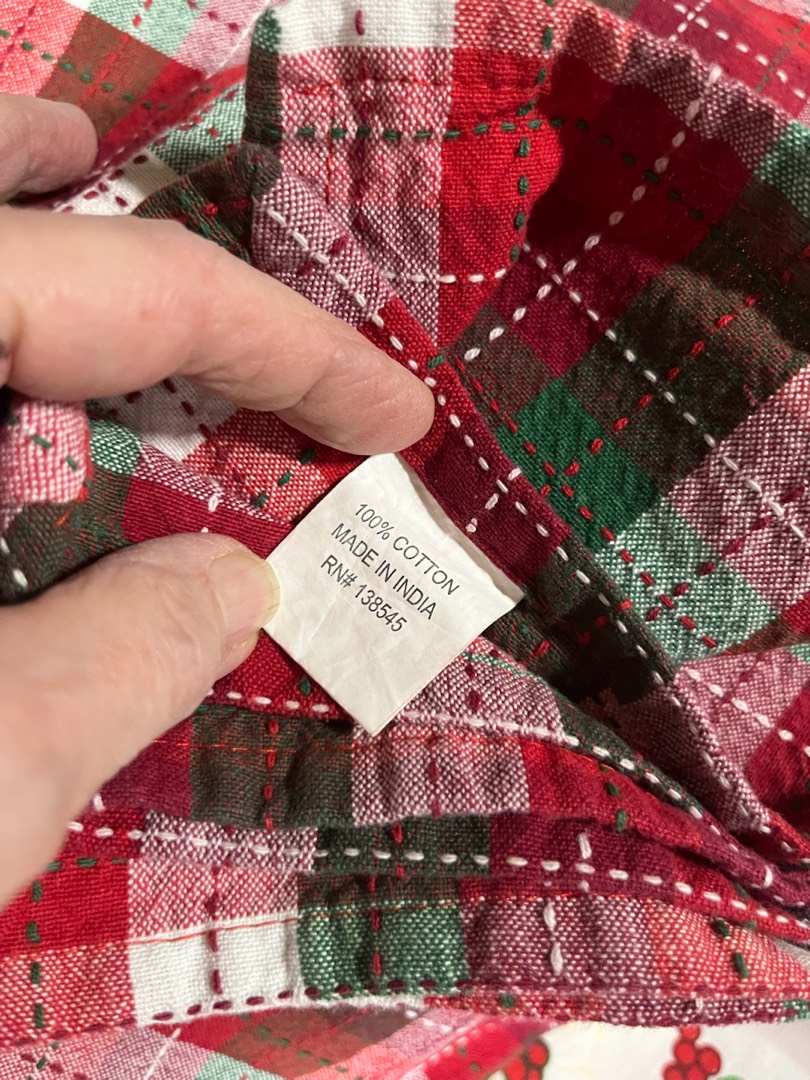 100% COTTON
MADE IN INDIA
RN# 138545